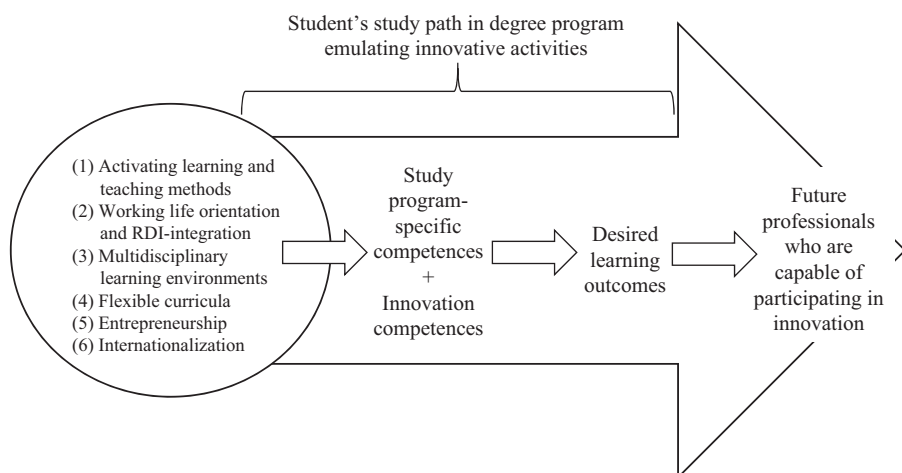 Student’s study path in degree program
emulating innovative activities
(1) Activating learning and
teaching methods
(2) Working life orientation
and RDI-integration
(3) Multidisciplinary
learning environments
(4) Flexible curricula
(5) Entrepreneurship
(6) Internationalization
Study
program-
specific
competences
+
Innovation
competences
Desired
learning
outcomes
Future
professionals
who are
capable of
participating in
innovation